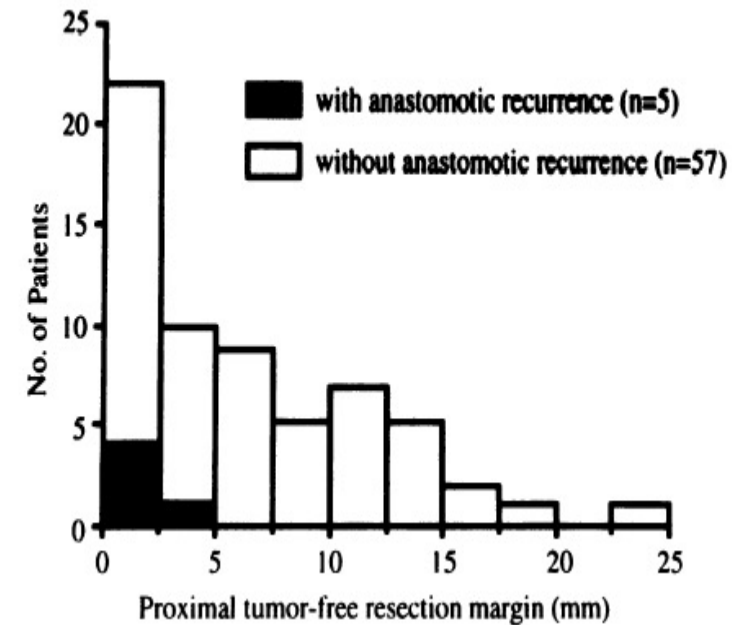 25
20
15
10
5
0
No. of Patients
with anastomotic recurrence (n=5)
without anastomotic recurrence (n=57)
0 5 10 15 20 25
Proximal tumor-free resection margin (mm)